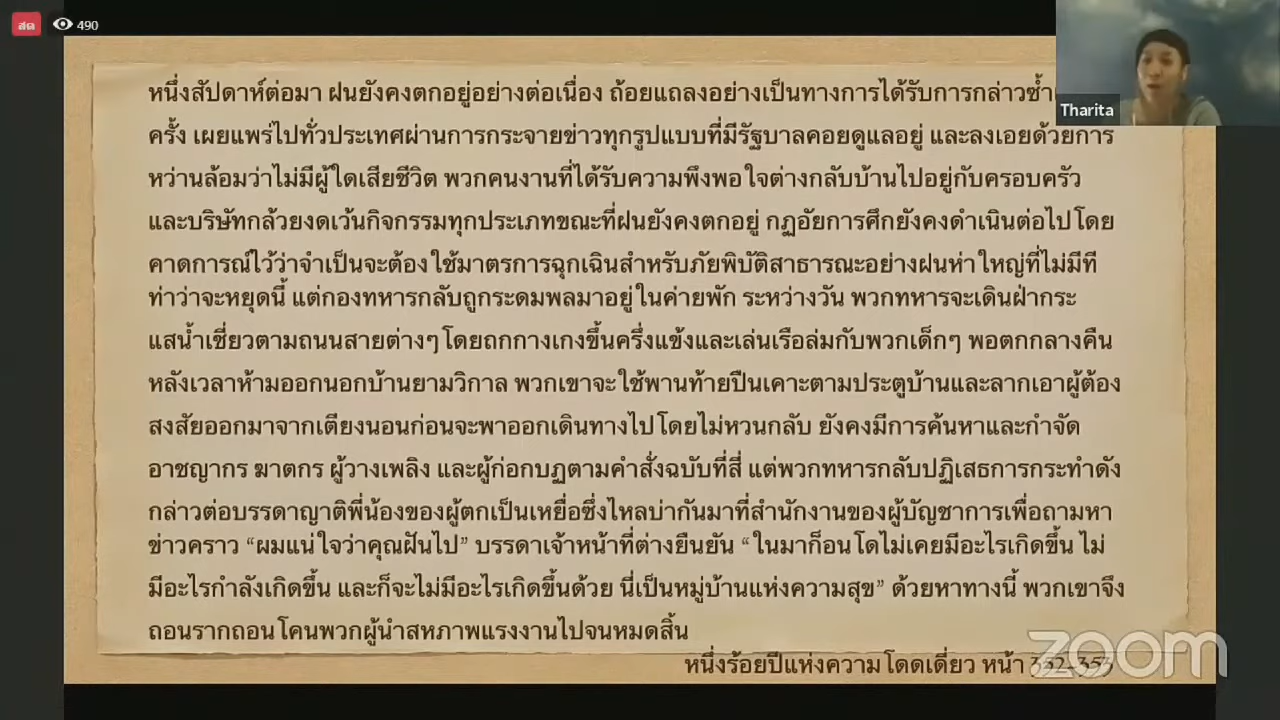 สด 490
หนึ่งสัปดาห์ต่อมา ฝนยังคงตกอยู่อย่างต่อเนื่อง ถ้อยแถลงอย่างเป็นทางการได้รับการกล่าวซ้ำ
Tharita
ครั้ง เผยแพร่ไปทั่วประเทศผ่านการกระจายข่าวทุกรูปแบบที่มีรัฐบาลคอยดูแลอยู่ และลงเอยด้วยการ
หว่านล้อมว่าไม่มีผู้ใดเสียชีวิต พวกคนงานที่ได้รับความพึงพอใจต่างกลับบ้านไปอยู่กับครอบครัว
และบริษัทกล้วยงดเว้นกิจกรรมทุกประเภทขณะที่ฝนยังคงตกอยู่ กฏอัยการศึกยังคงดำเนินต่อไปโดย
คาดการณ์ไว้ว่าจำเป็นจะต้องใช้มาตรการฉุกเฉินสำหรับภัยพิบัติสาธารณะอย่างฝนห่าใหญ่ที่ไม่มีที
ท่าว่าจะหยุดนี้ แต่กองทหารกลับถูกระดมพลมาอยู่ในค่ายพัก ระหว่างวัน พวกทหารจะเดินฝ่ากระ
แสน้ำเชี่ยวตามถนนสายต่างๆ โดยถกกางเกงขึ้นครึ่งแข้งและเล่นเรือล่มกับพวกเด็กๆ พอตกกลางคืน
หลังเวลาห้ามออกนอกบ้านยามวิกาล พวกเขาจะใช้พานท้ายปืนเคาะตามประตูบ้านและลากเอาผู้ต้อง
สงสัยออกมาจากเตียงนอนก่อนจะพาออกเดินทางไปโดยไม่หวนกลับ ยังคงมีการค้นหาและกำจัด
อาชญากร ฆาตกร ผู้วางเพลิง และผู้ก่อกบฏตามคำสั่งฉบับที่สี่ แต่พวกทหารกลับปฏิเสธการกระทำดัง
กล่าวต่อบรรดาญาติพี่น้องของผู้ตกเป็นเหยื่อซึ่งไหลบ่ากันมาที่สำนักงานของผู้บัญชาการเพื่อถามหา
ข่าวคราว “ผมแน่ใจว่าคุณฝันไป” บรรดาเจ้าหน้าที่ต่างยืนยัน “ในมาก็อนโดไม่เคยมีอะไรเกิดขึ้น ไม่
มีอะไรกำลังเกิดขึ้น และก็จะไม่มีอะไรเกิดขึ้นด้วย นี่เป็นหมู่บ้านแห่งความสุข” ด้วยหาทางนี้ พวกเขาจึง
ถอนรากถอนโคนพวกผู้นำสหภาพแรงงานไปจนหมดสิ้น
หนึ่งร้อยปีแห่งความโดดเดี่ยว หน้า 352-353
zoom